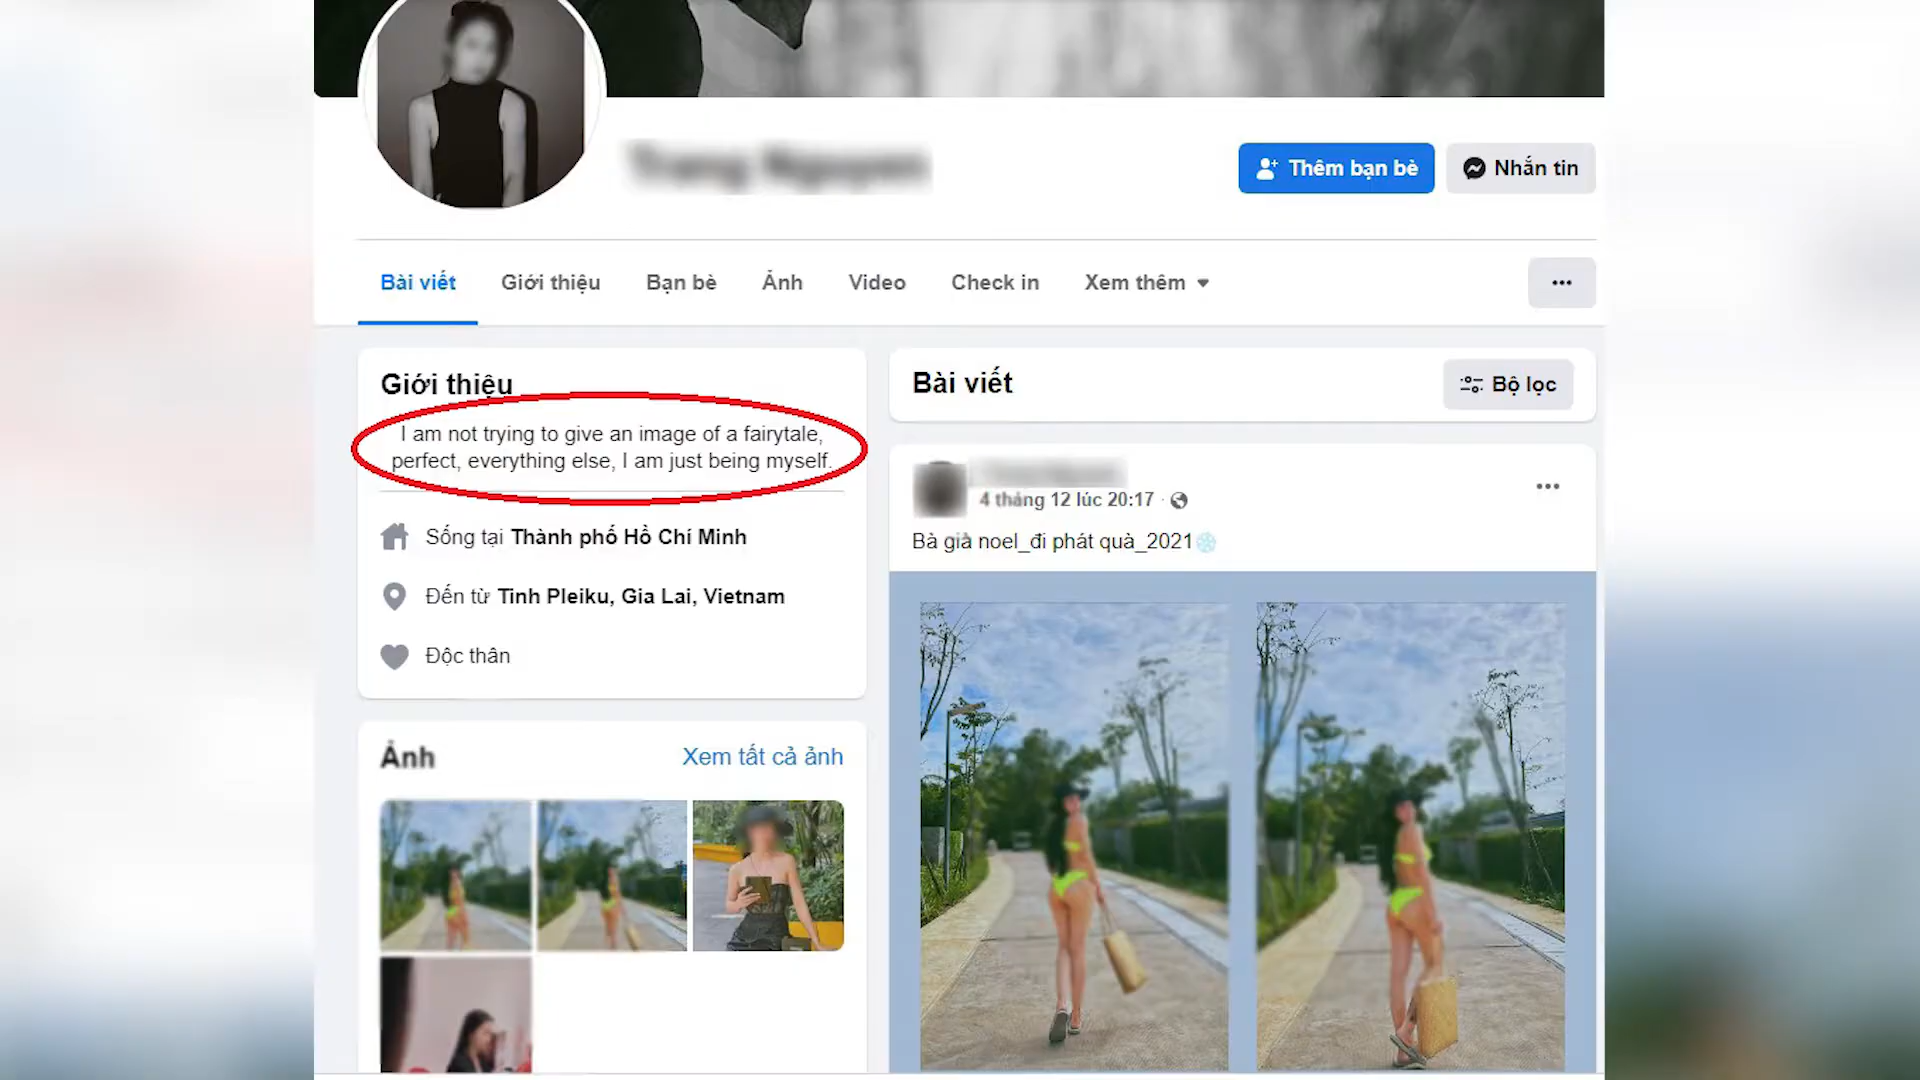 Thêm bạn bè
Nhắn tin
Bài viết
Giới thiệu
Bạn bè
Ảnh
Video
Check in
Xem thêm
Giới thiệu
I am not trying to give an image of a fairytale,
perfect, everything else, I am just being myself.
Sống tại Thành phố Hồ Chí Minh
Đến từ Tinh Pleiku, Gia Lai, Vietnam
Độc thân
Ảnh
Xem tất cả ảnh
Bài viết
Bộ lọc
4 tháng 12 lúc 20:17
Bà già noel_đi phát quà_2021